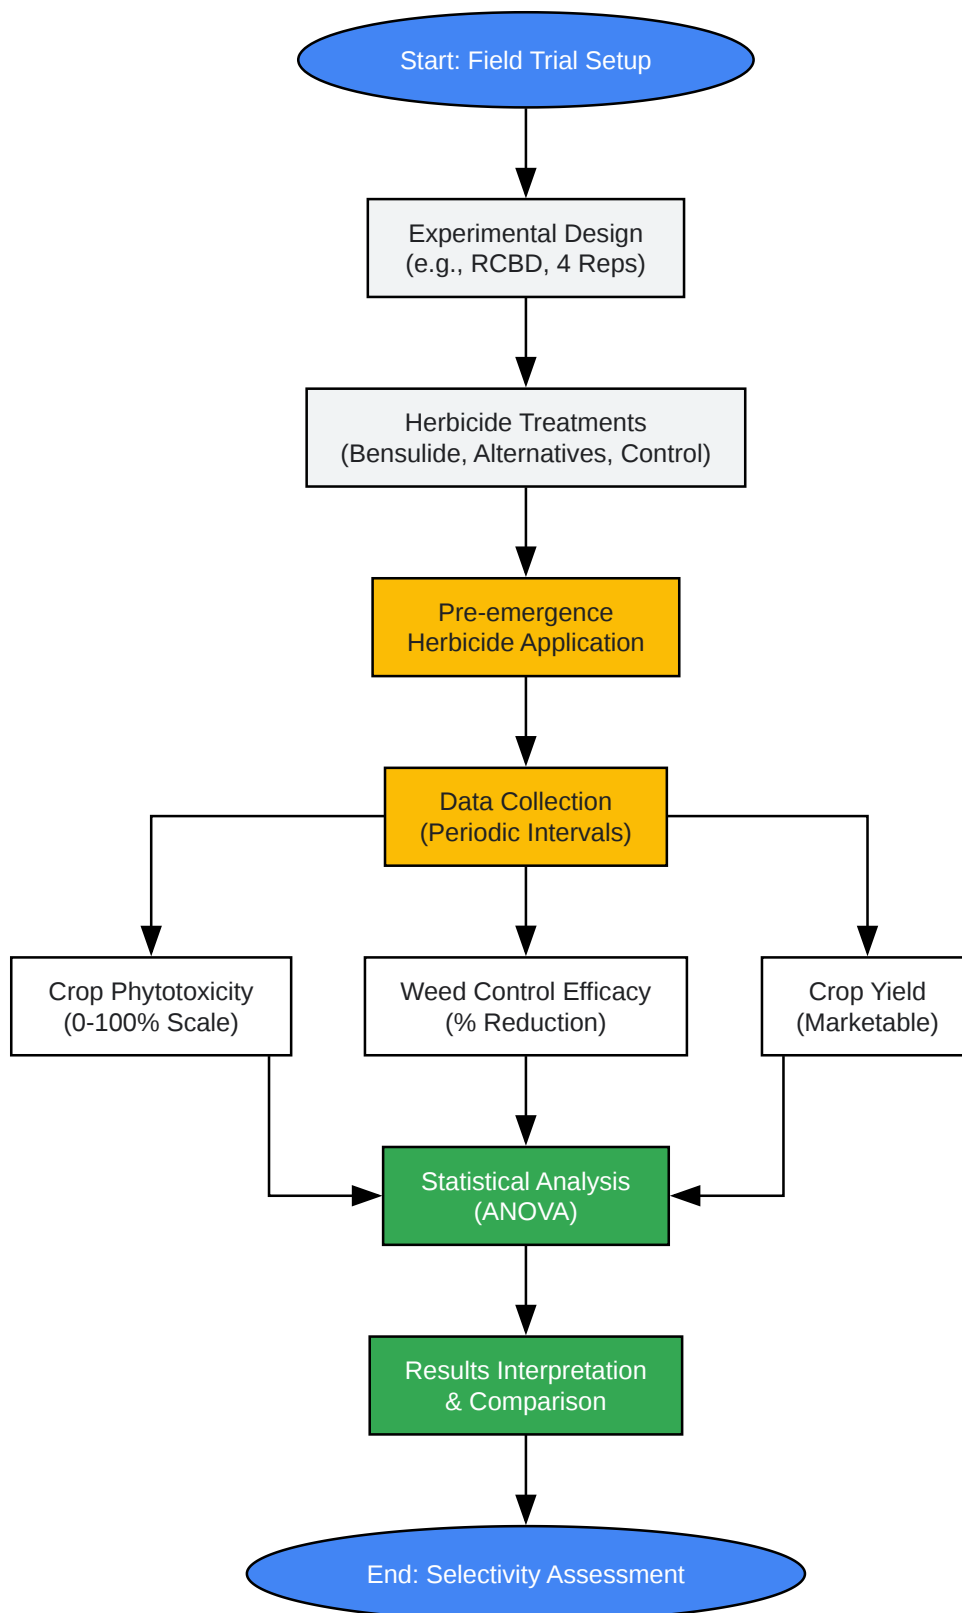 Start: Field Trial Setup
Experimental Design
(e.g., RCBD, 4 Reps)
Herbicide Treatments
(Bensulide, Alternatives, Control)
Pre-emergence
Herbicide Application
Data Collection
(Periodic Intervals)
Crop Phytotoxicity
(0-100% Scale)
Weed Control Efficacy
(% Reduction)
Crop Yield
(Marketable)
Statistical Analysis
(ANOVA)
Results Interpretation
& Comparison
End: Selectivity Assessment